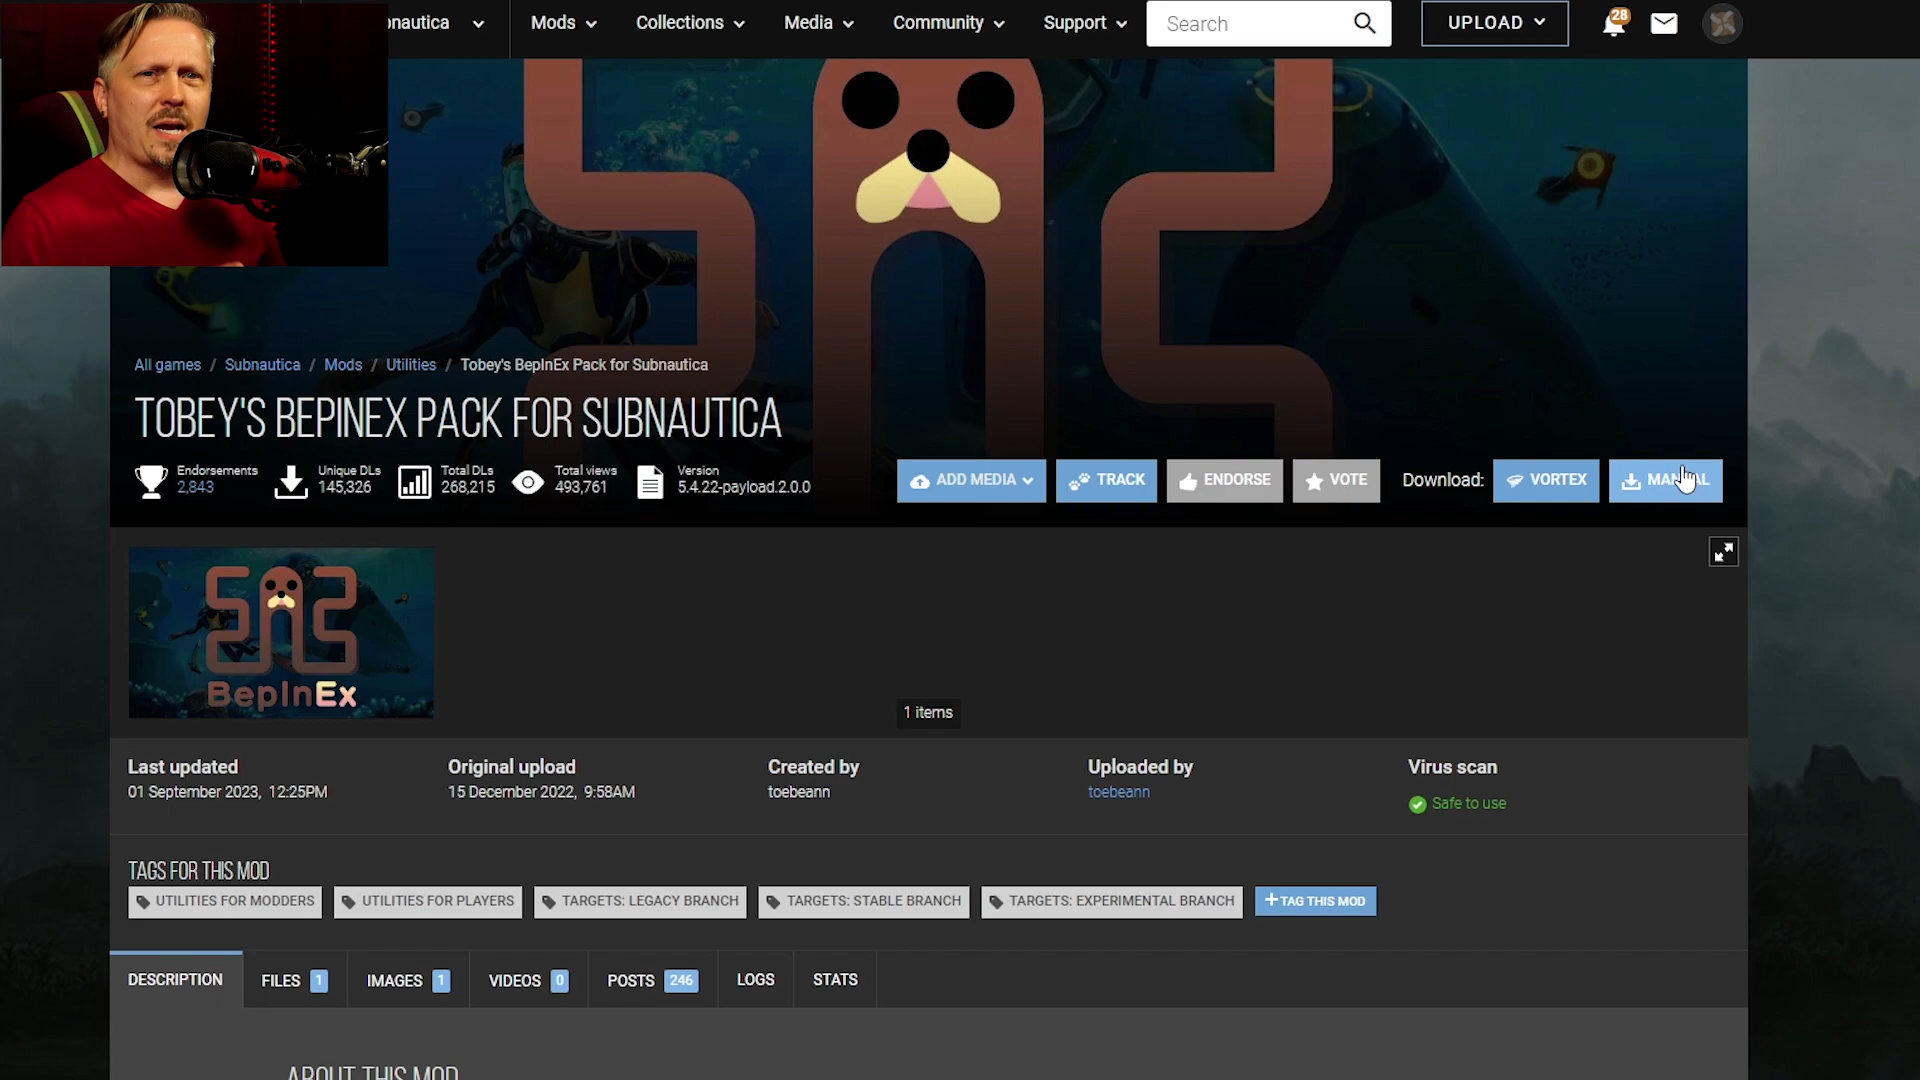 nautica
Mods
Collections
Media
Community
Support
Search
UPLOAD
28
All games / Subnautica / Mods / Utilities / Tobey's BepInEx Pack for Subnautica
TOBEY'S BEPINEX PACK FOR SUBNAUTICA
Endorsements
2,843
Unique DLs
145,326
Total DLs
268,215
Total views
493,761
Version
5.4.22-payload.2.0.0
ADD MEDIA
TRACK
ENDORSE
VOTE
Download:
VORTEX
MANUAL
BepInEx
1 items
Last updated
01 September 2023, 12:25PM
Original upload
15 December 2022, 9:58AM
Created by
toebeann
Uploaded by
toebeann
Virus scan
Safe to use
TAGS FOR THIS MOD
UTILITIES FOR MODDERS
UTILITIES FOR PLAYERS
TARGETS: LEGACY BRANCH
TARGETS: STABLE BRANCH
TARGETS: EXPERIMENTAL BRANCH
+TAG THIS MOD
DESCRIPTION
FILES 1
IMAGES 1
VIDEOS 0
POSTS 246
LOGS
STATS
ABOUT THIS MOD